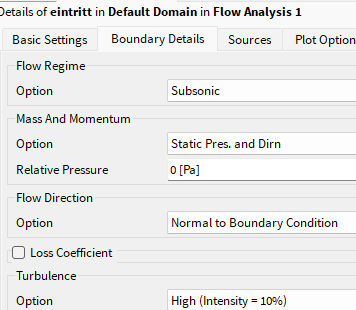 Details of eintritt in Default Domain in Flow Analysis 1
Basic Settings Boundary Details Sources Plot Option
Flow Regime
Option Subsonic
Mass And Momentum
Option Static Pres. and Dirn
Relative Pressure 0 [Pa]
Flow Direction
Option Normal to Boundary Condition
Loss Coefficient
Turbulence
Option High (Intensity = 10%)